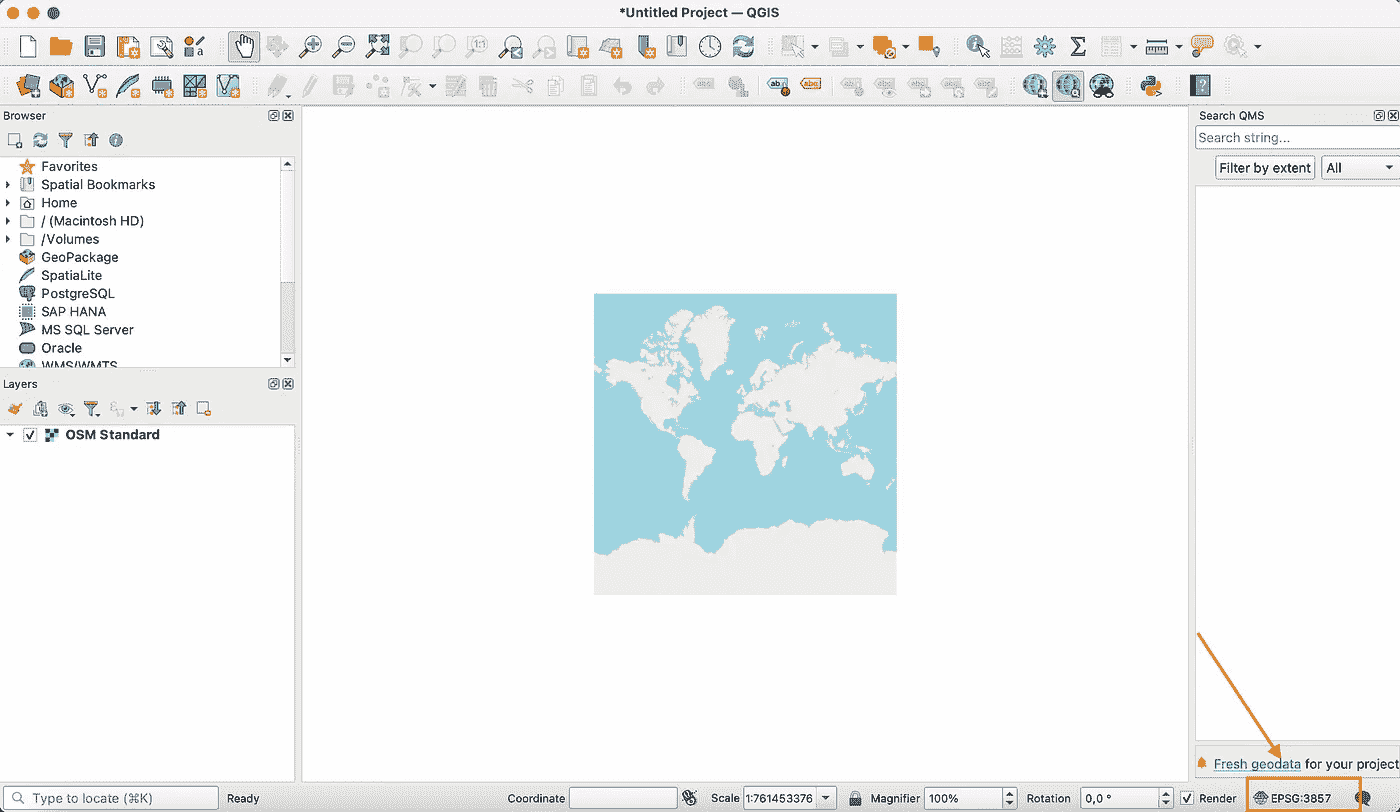 *Untitled Project — QGIS
Browser
Favorites
Spatial Bookmarks
Home
/ (Macintosh HD)
/Volumes
GeoPackage
SpatiaLite
PostgreSQL
SAP HANA
MS SQL Server
Oracle
WMS/WMTS
Layers
OSM Standard
Search QMS
Search string...
Filter by extent All
Fresh geodata for your project
Type to locate (⌘K) Ready Coordinate Scale 1:761453376 Magnifier 100% Rotation 0,0 ° Render EPSG:3857